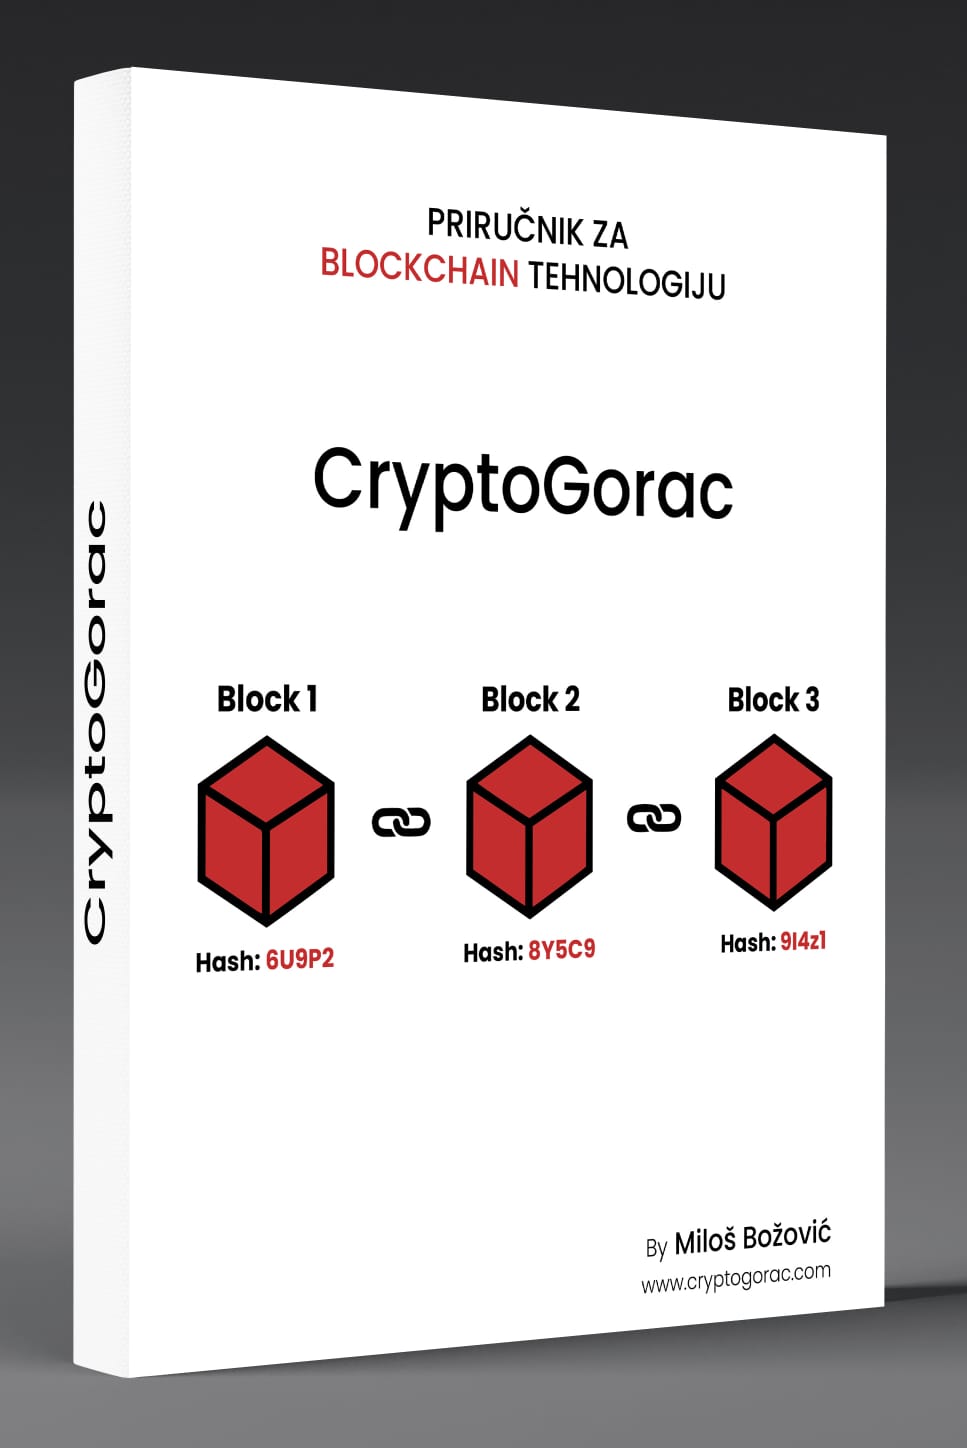 PRIRUČNIK ZA
BLOCKCHAIN TEHNOLOGIJU
CryptoGorac
Block 1
Block 2
Block 3
Hash: 6U9P2
Hash: 8Y5C9
Hash: 9I4z1
By Miloš Božović
www.cryptogorac.com
CryptoGorac